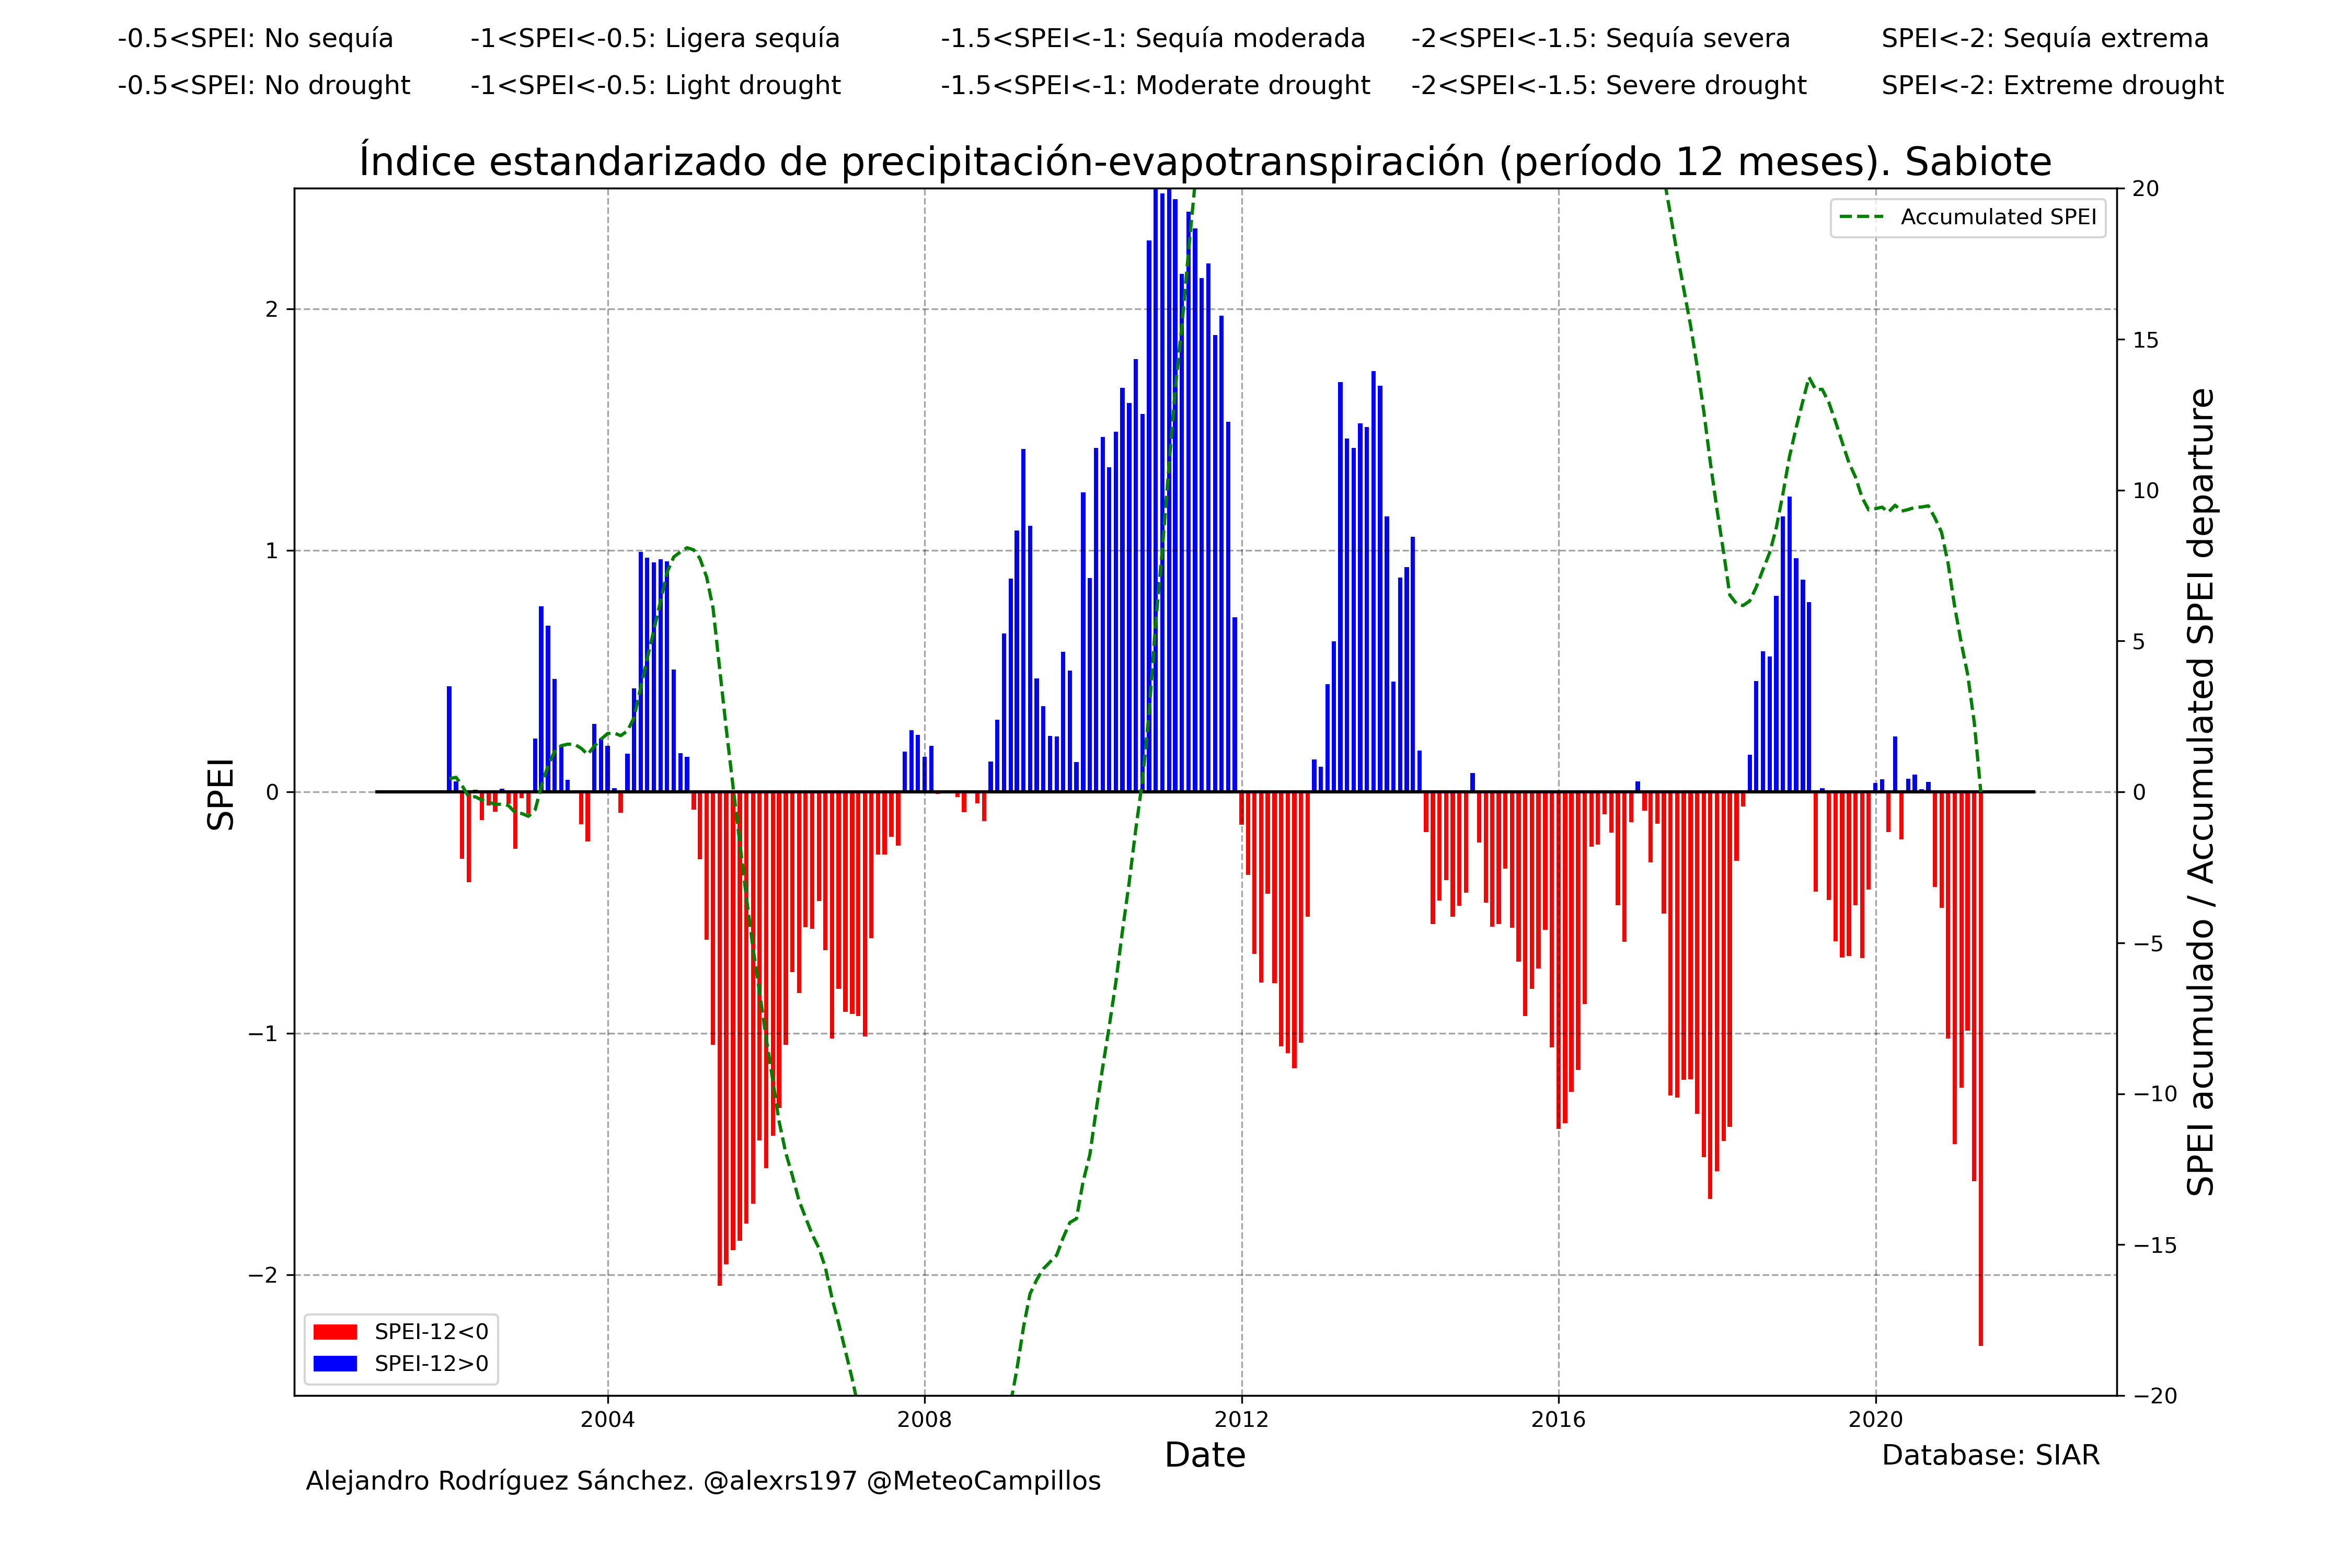 -0.5<SPEI: No sequía -1<SPEI<-0.5: Ligera sequía -1.5<SPEI<-1: Sequía moderada -2<SPEI<-1.5: Sequía severa SPEI<-2: Sequía extrema
-0.5<SPEI: No drought -1<SPEI<-0.5: Light drought -1.5<SPEI<-1: Moderate drought -2<SPEI<-1.5: Severe drought SPEI<-2: Extreme drought
Índice estandarizado de precipitación-evapotranspiración (período 12 meses). Sabiote
SPEI
2
1
0
−1
−2
Accumulated SPEI
20
15
10
5
0
−5
−10
−15
−20
SPEI acumulado / Accumulated SPEI departure
SPEI-12<0
SPEI-12>0
2004 2008 2012 2016 2020
Date
Database: SIAR
Alejandro Rodríguez Sánchez. @alexrs197 @MeteoCampillos